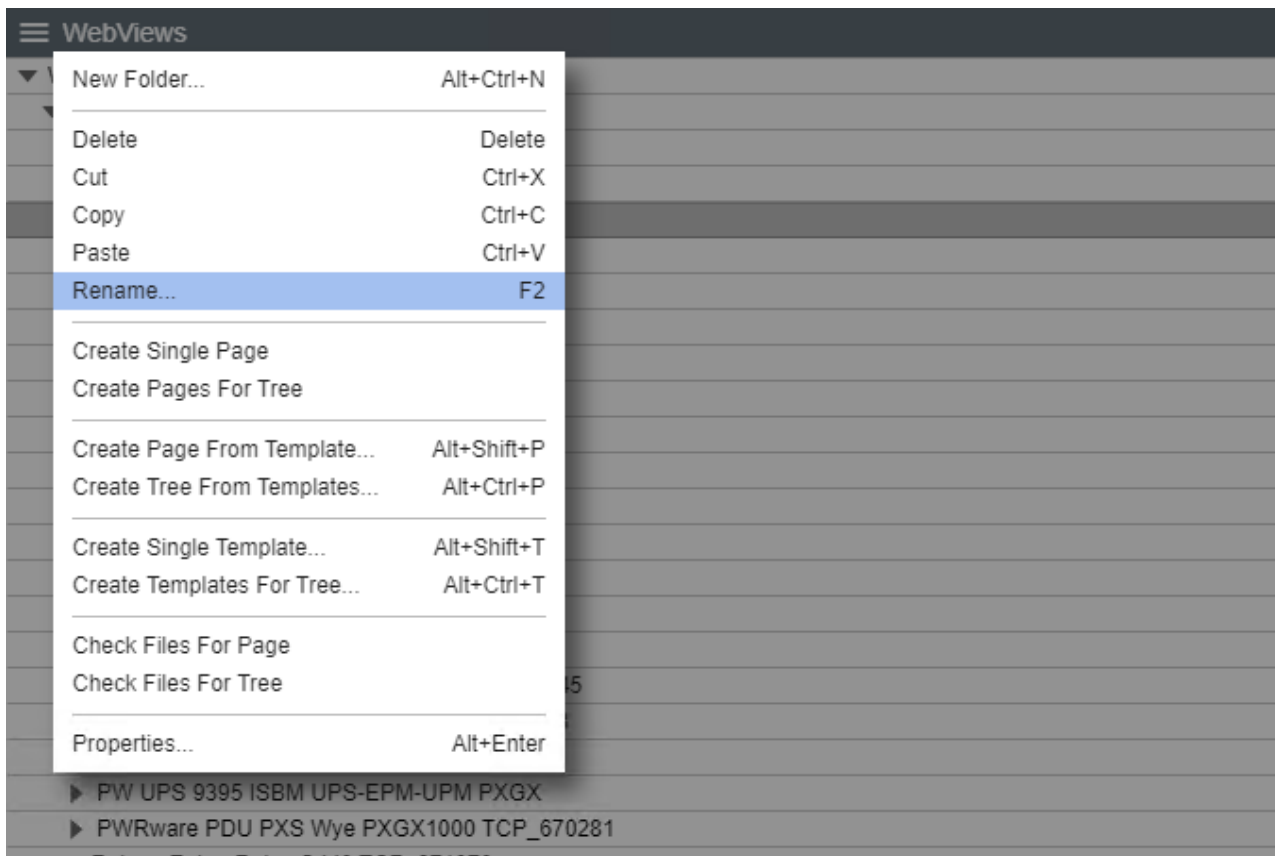 WebViews
New Folder... Alt+Ctrl+N
Delete Delete
Cut Ctrl+X
Copy Ctrl+C
Paste Ctrl+V
Rename... F2
Create Single Page
Create Pages For Tree
Create Page From Template... Alt+Shift+P
Create Tree From Templates... Alt+Ctrl+P
Create Single Template... Alt+Shift+T
Create Templates For Tree... Alt+Ctrl+T
Check Files For Page
Check Files For Tree
Properties... Alt+Enter
PW UPS 9395 ISBM UPS-EPM-UPM PXGX
PWRware PDU PXS Wye PXGX1000 TCP_670281